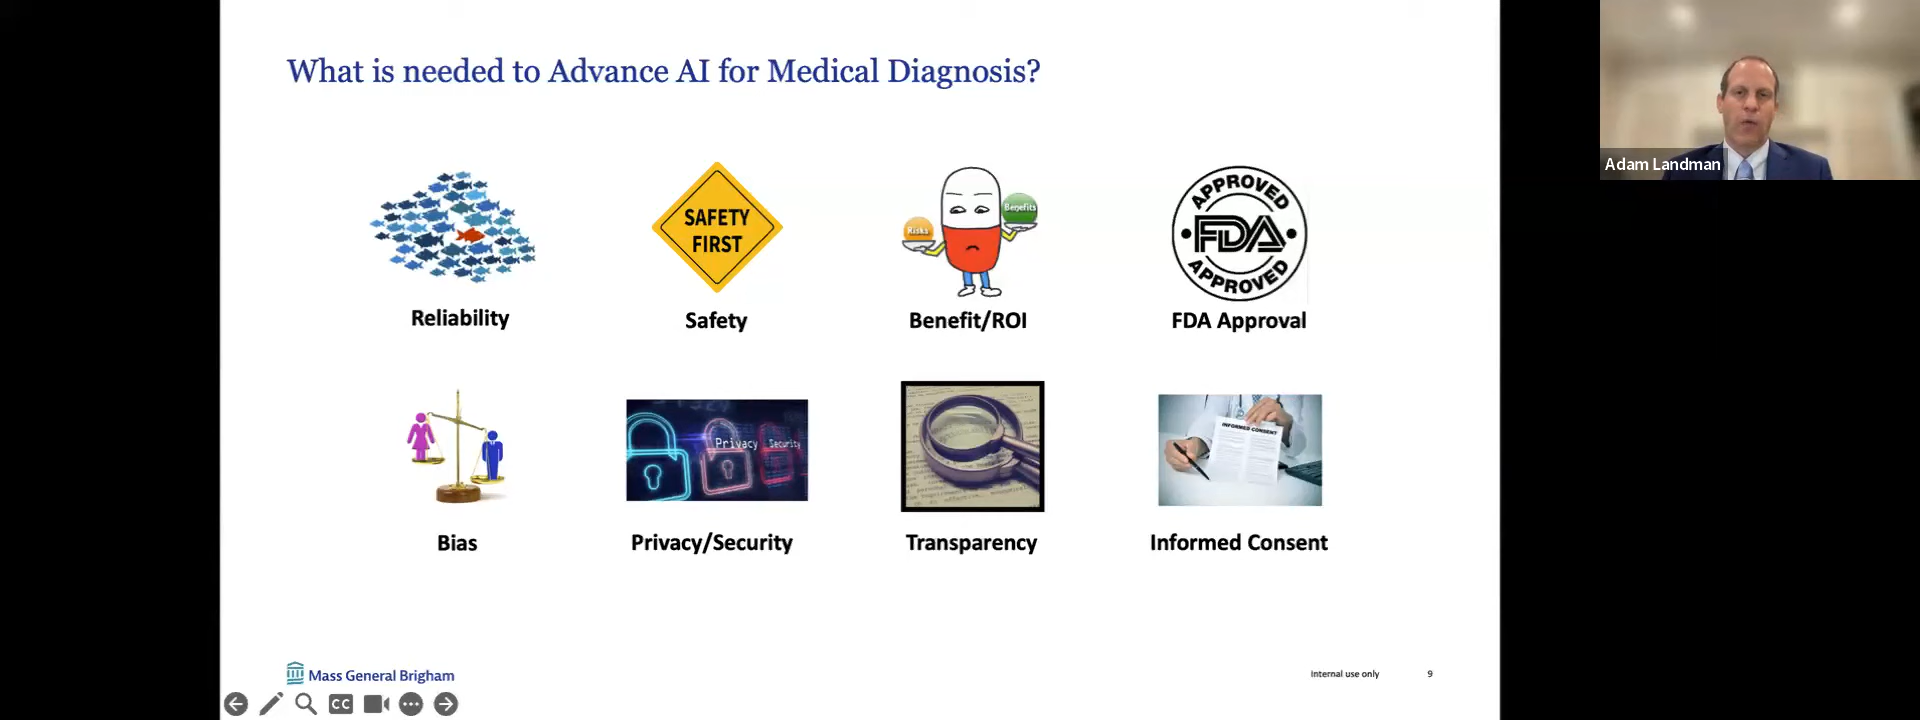 What is needed to Advance AI for Medical Diagnosis?
Adam Landman
SAFETY
FIRST
Risks
Benefits
APPROVED
FDA
APPROVED
Reliability
Safety
Benefit/ROI
FDA Approval
Privacy
Security
INFORMED CONSENT
Bias
Privacy/Security
Transparency
Informed Consent
Mass General Brigham
Internal use only
9
CC